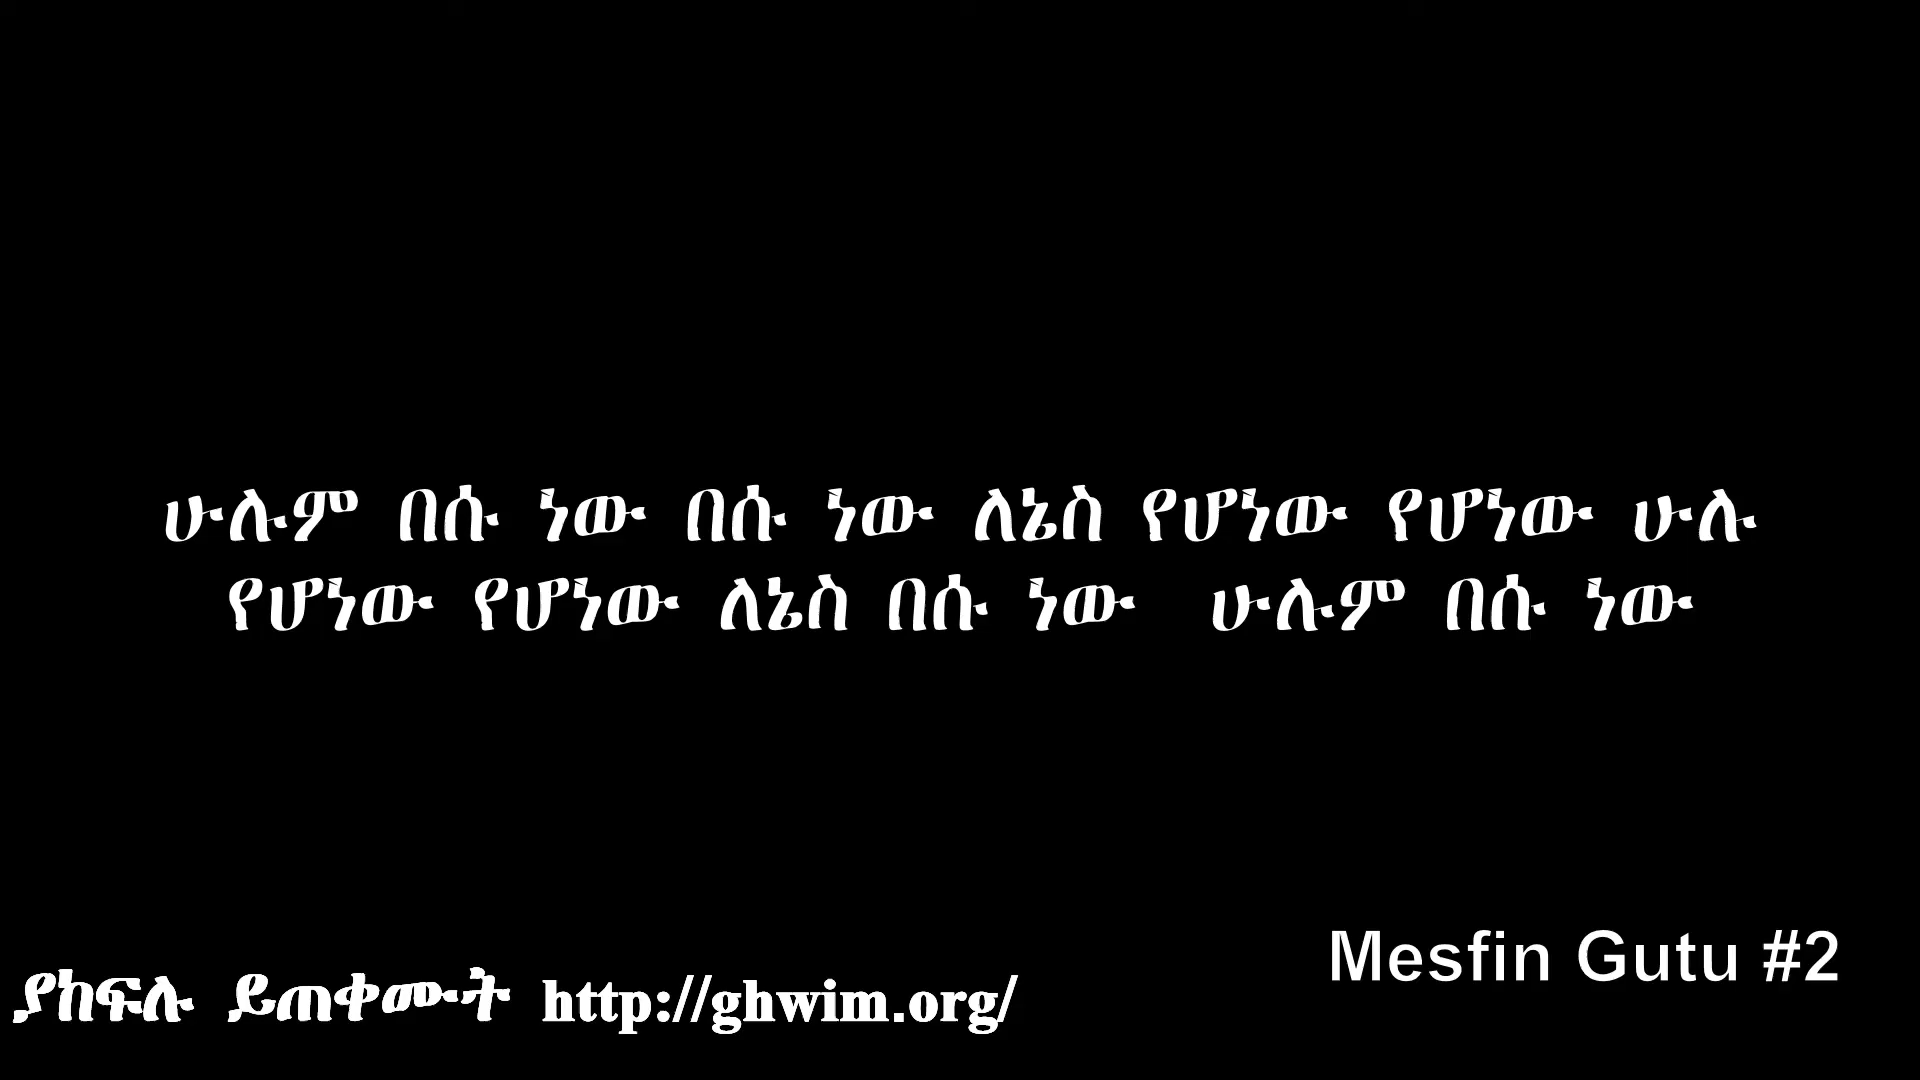 ሁሉም በሱ ነው በሱ ነው ለኔስ የሆነው የሆነው ሁሉ
የሆነው የሆነው ለኔስ በሱ ነው ሁሉም በሱ ነው
Mesfin Gutu #2
ያከፍሉ ይጠቀሙት http://ghwim.org/